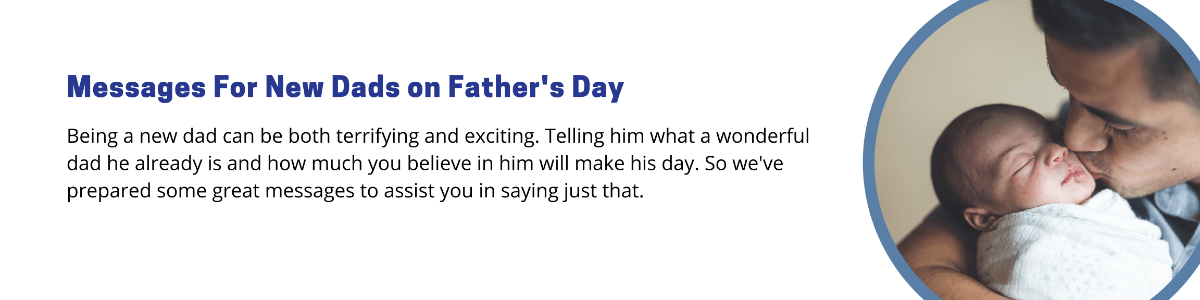 Messages For New Dads on Father's Day
Being a new dad can be both terrifying and exciting. Telling him what a wonderful
dad he already is and how much you believe in him will make his day. So we've
prepared some great messages to assist you in saying just that.